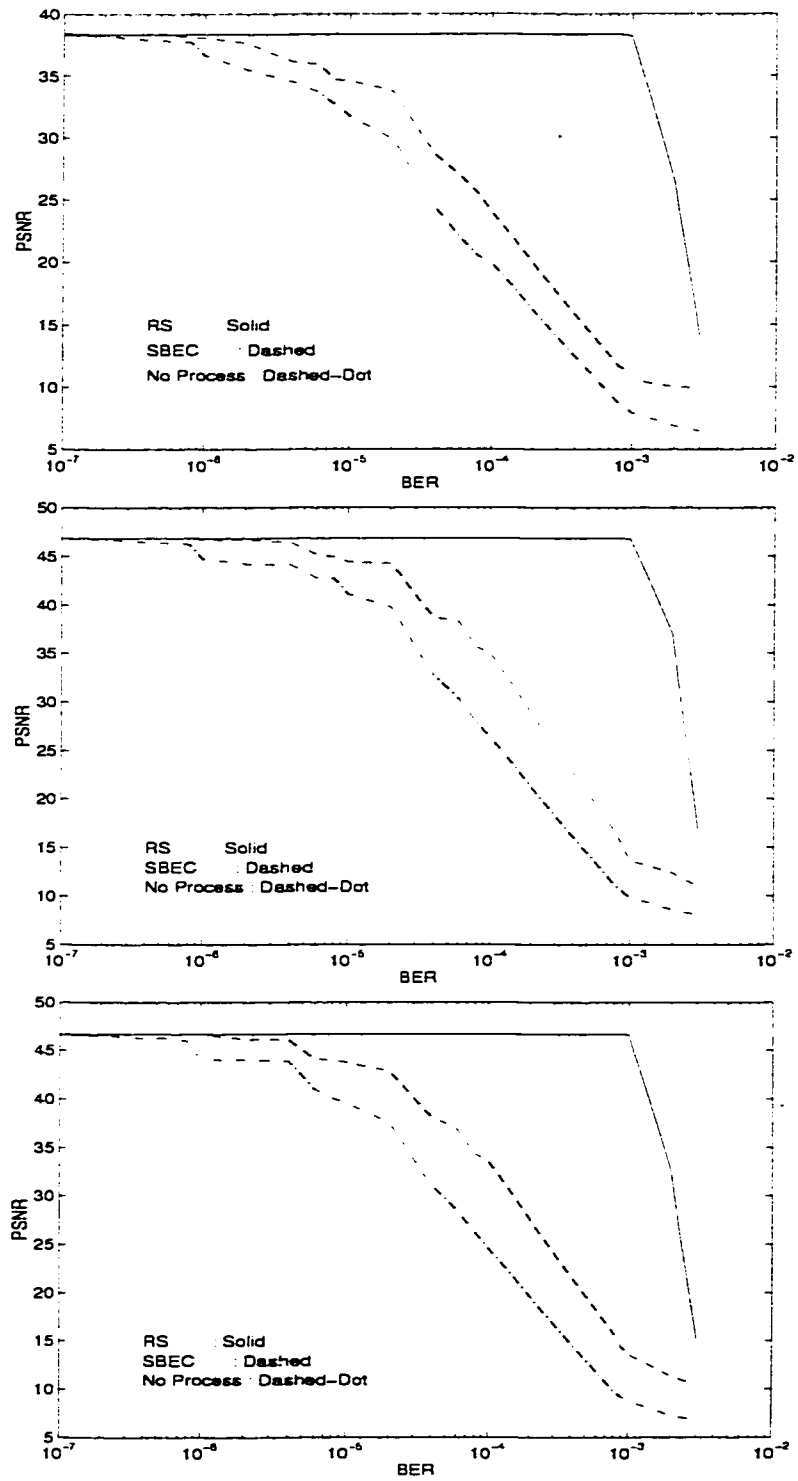 40
35
30
25
20
15
10
5
PSNR
RS Solid
SBEC : Dashed
No Process : Dashed-Dot
10^-7 10^-6 10^-5 10^-4 10^-3 10^-2
BER
50
45
40
35
30
25
20
15
10
5
PSNR
RS Solid
SBEC : Dashed
No Process : Dashed-Dot
10^-7 10^-6 10^-5 10^-4 10^-3 10^-2
BER
50
45
40
35
30
25
20
15
10
5
PSNR
RS : Solid
SBEC : Dashed
No Process : Dashed-Dot
10^-7 10^-6 10^-5 10^-4 10^-3 10^-2
BER